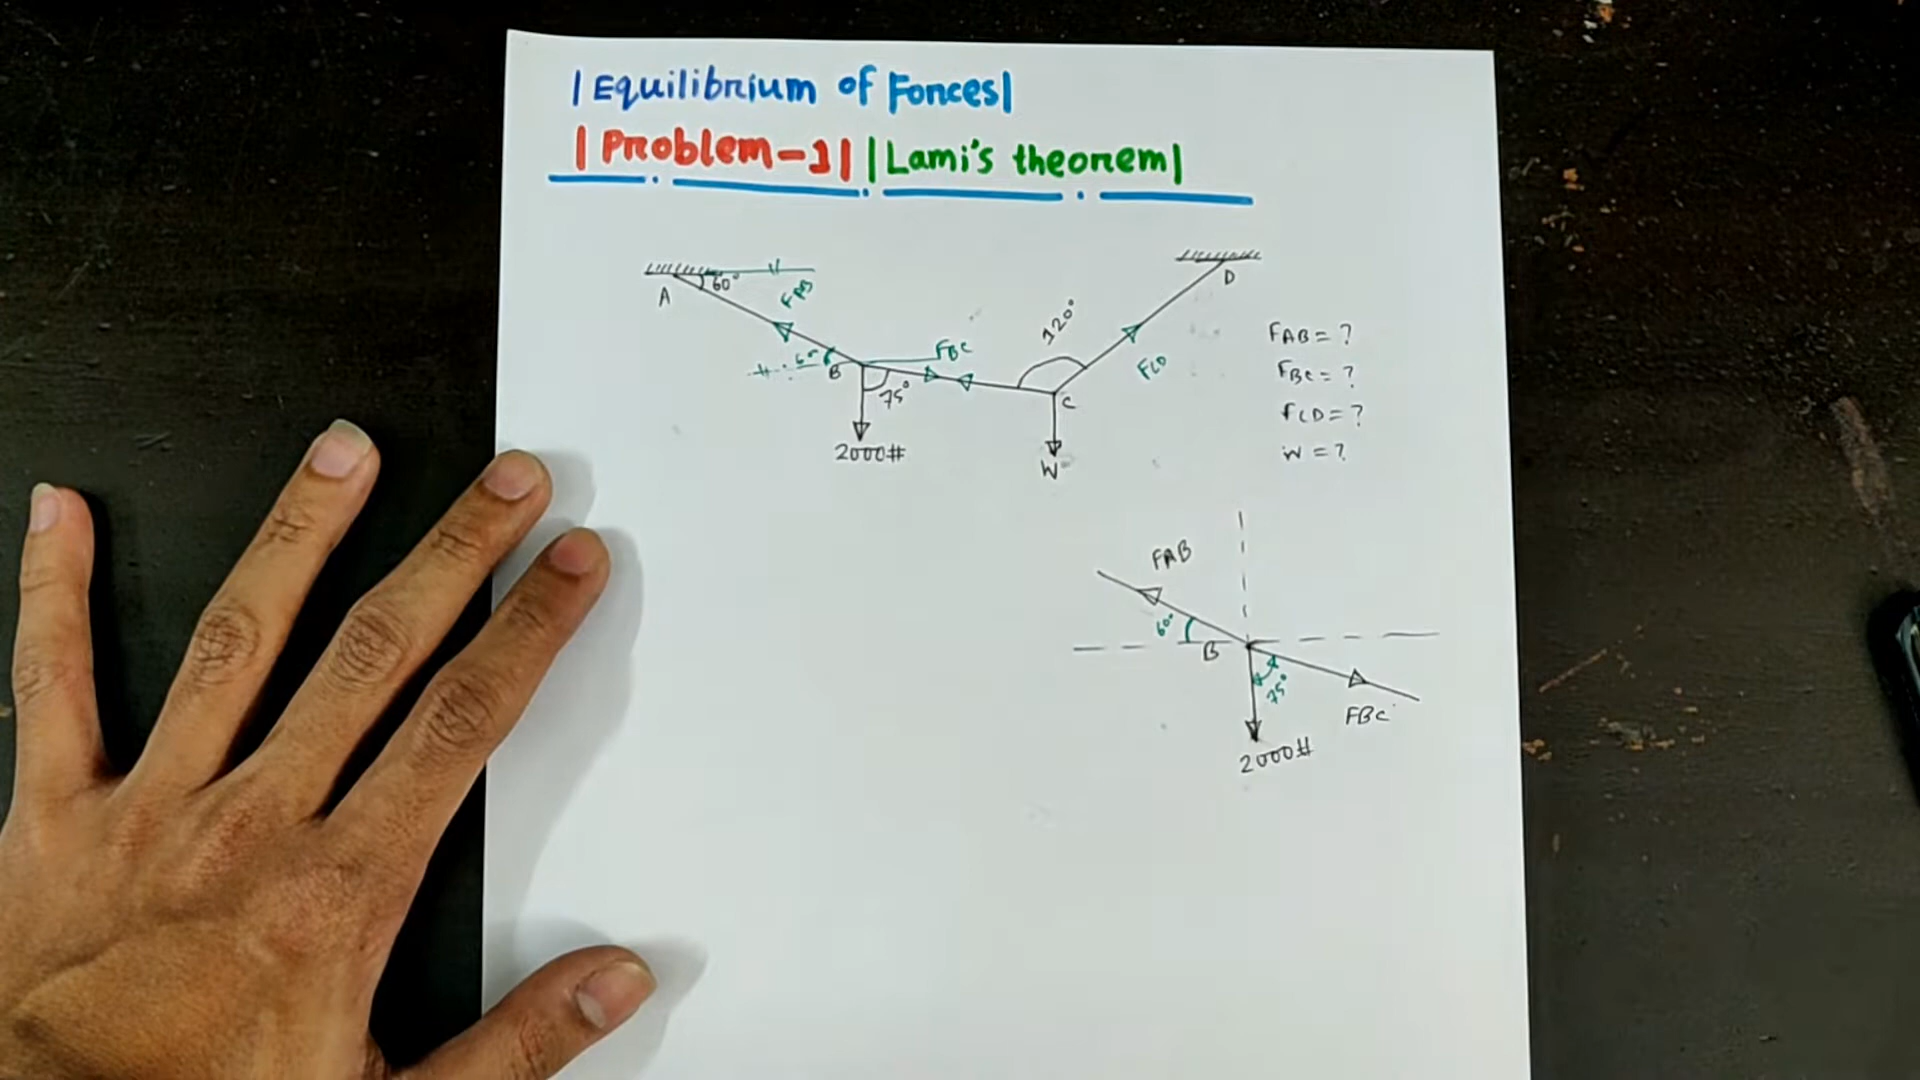 |Equilibrium of Forces|
|Problem-1| |Lami's theorem|
A
60°
FAB
60°
B
75°
2000#
FBC
120°
C
W
FCD
D
FAB = ?
FBC = ?
FCD = ?
W = ?
FAB
60°
B
75°
FBC
2000#